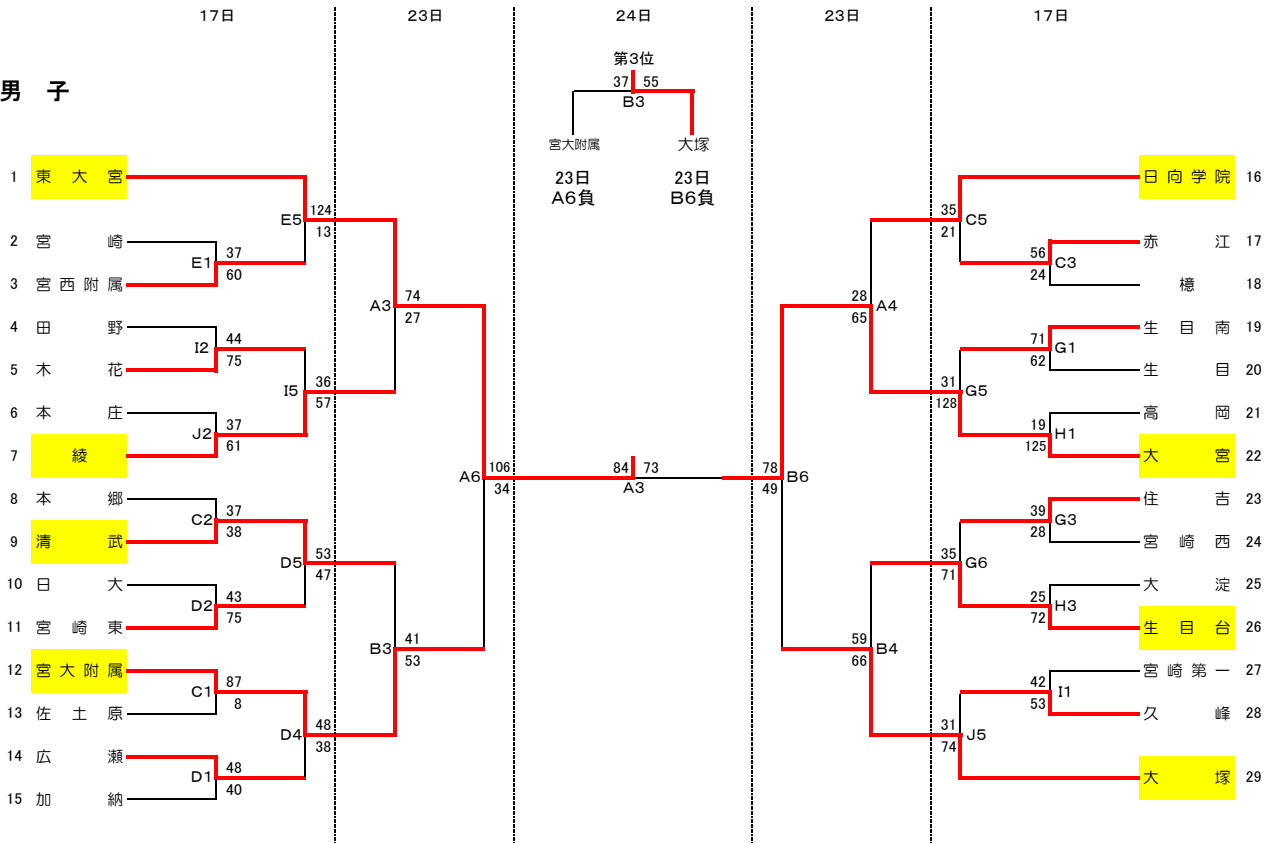 17日 23日 24日 23日 17日
第3位
男 子
37 55
B3
宮大附属 大塚
23日 23日
A6負 B6負
1 東大宮
2 宮崎
3 宮西附属
4 田野
5 木花
6 本庄
7 綾
8 本郷
9 清武
10 日大
11 宮崎東
12 宮大附属
13 佐土原
14 広瀬
15 加納
E1 37 60
I2 44 75
J2 37 61
C2 37 38
D2 43 75
C1 87 8
D1 48 40
E5 124 13
I5 36 57
D5 53 47
D4 48 38
A3 74 27
B3 41 53
A6 106 34
84 73
A3
78 49 B6
28 65 A4
59 66 B4
35 21 C5
31 128 G5
35 71 G6
31 74 J5
56 24 C3
71 62 G1
19 125 H1
39 28 G3
25 72 H3
42 53 I1
日向学院 16
赤江 17
檍 18
生目南 19
生目 20
高岡 21
大宮 22
住吉 23
宮崎西 24
大淀 25
生目台 26
宮崎第一 27
久峰 28
大塚 29